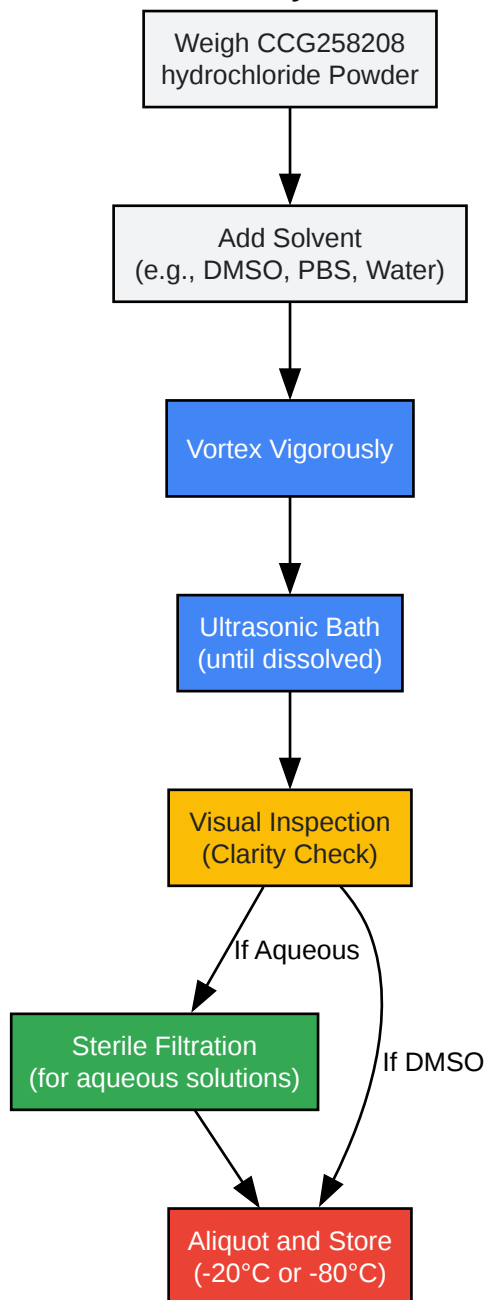 Weigh CCG258208
hydrochloride Powder
Add Solvent
(e.g., DMSO, PBS, Water)
Vortex Vigorously
Ultrasonic Bath
(until dissolved)
Visual Inspection
(Clarity Check)
If Aqueous
Sterile Filtration
(for aqueous solutions)
If DMSO
Aliquot and Store
(-20°C or -80°C)